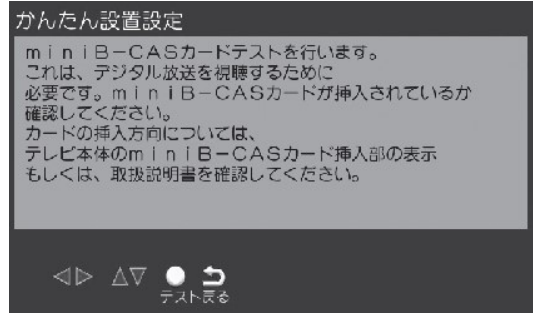 かんたん設置設定
ｍｉｎｉＢ－ＣＡＳカードテストを行います。
これは、デジタル放送を視聴するために
必要です。ｍｉｎｉＢ－ＣＡＳカードが挿入されているか
確認してください。
カードの挿入方向については、
テレビ本体のｍｉｎｉＢ－ＣＡＳカード挿入部の表示
もしくは、取扱説明書を確認してください。
テスト 戻る